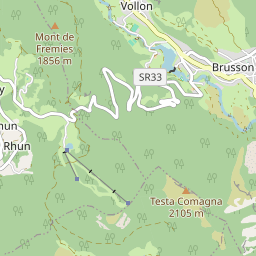 Vollon
Mont de
Fremies
1856 m
SR33
Brusson
Rhun
Testa Comagna
2105 m